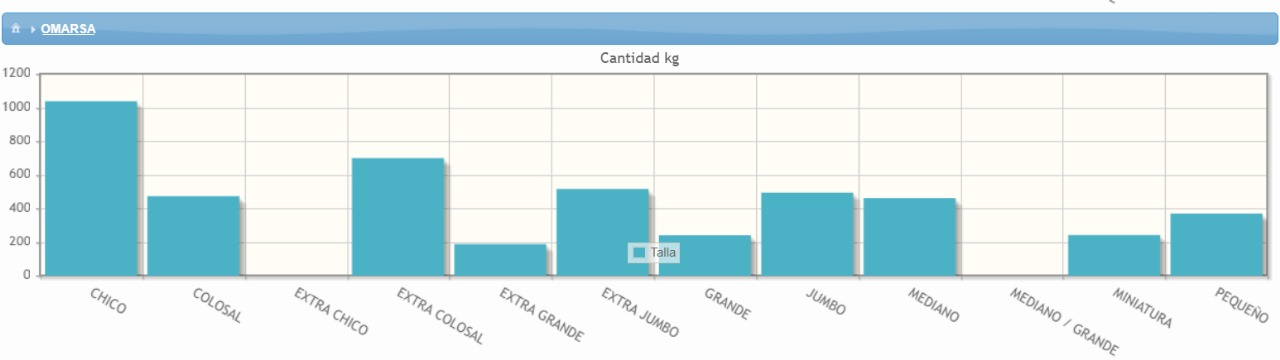 OMARSA
Cantidad kg
1200
1000
800
600
400
200
0
Talla
CHICO
COLOSAL
EXTRA CHICO
EXTRA COLOSAL
EXTRA GRANDE
EXTRA JUMBO
GRANDE
JUMBO
MEDIANO
MEDIANO / GRANDE
MINIATURA
PEQUEÑO